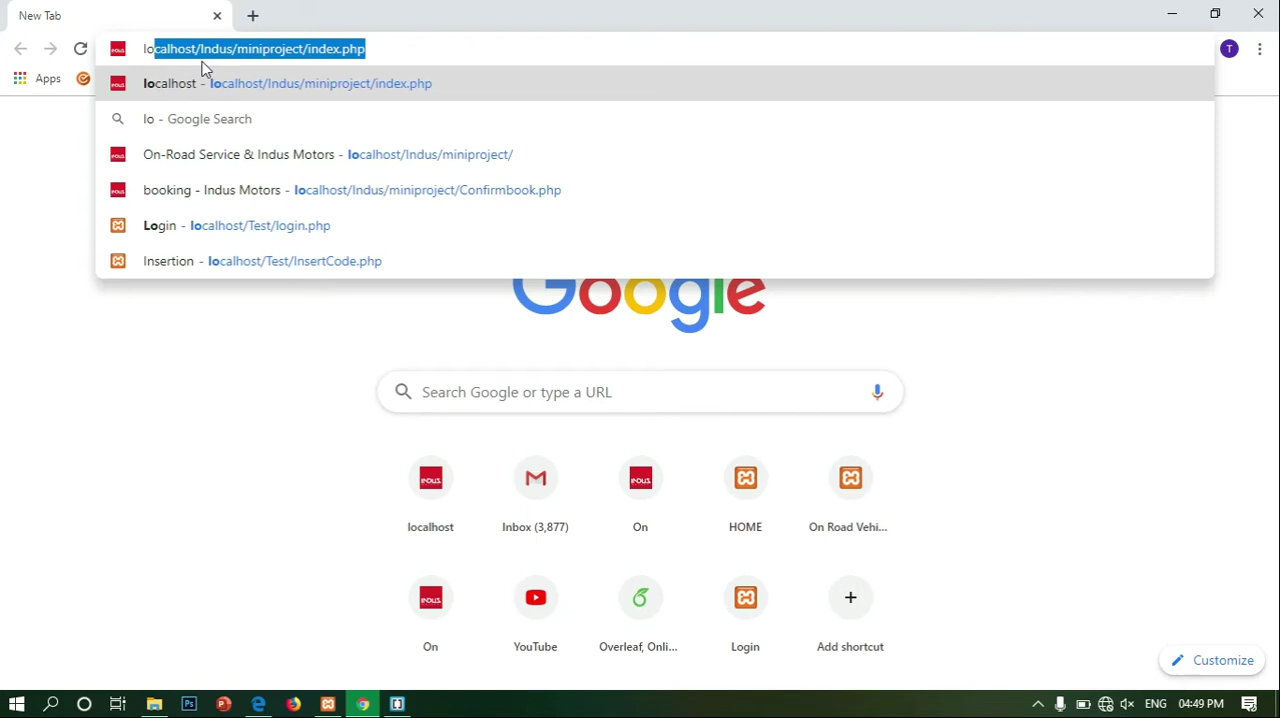 New Tab
localhost/Indus/miniproject/index.php
T
Apps
localhost - localhost/Indus/miniproject/index.php
lo - Google Search
On-Road Service & Indus Motors - localhost/Indus/miniproject/
booking - Indus Motors - localhost/Indus/miniproject/Confirmbook.php
Login - localhost/Test/login.php
Insertion - localhost/Test/InsertCode.php
Google
Search Google or type a URL
localhost
Inbox (3,877)
On
HOME
On Road Vehi...
On
YouTube
Overleaf, Onli...
Login
Add shortcut
Customize
ENG 04:49 PM